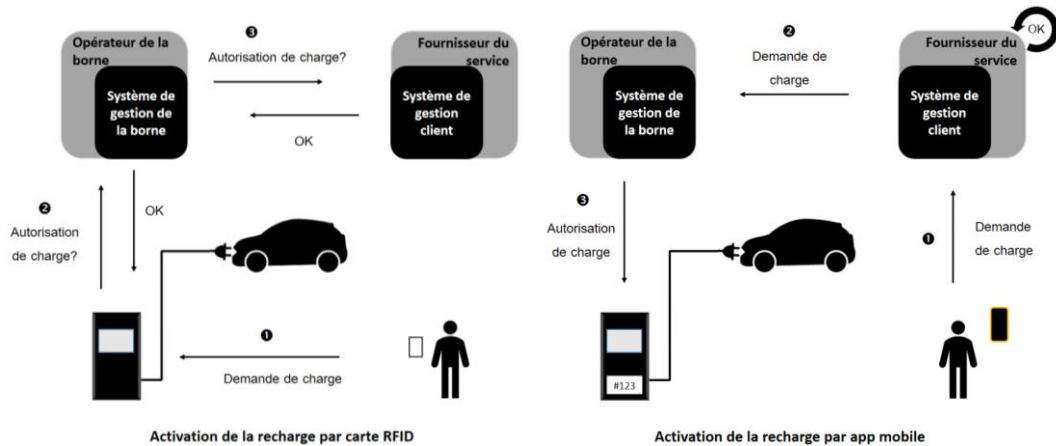 Opérateur de la
borne
Système de
gestion de
la borne
❸
Autorisation de charge?
OK
Fournisseur du
service
Système de
gestion
client
❷
Autorisation
de charge?
OK
❶
Demande de charge
Activation de la recharge par carte RFID
Opérateur de la
borne
Système de
gestion de
la borne
❷
Demande de
charge
OK
Fournisseur du
service
Système de
gestion
client
❸
Autorisation
de charge
❶
Demande
de charge
#123
Activation de la recharge par app mobile